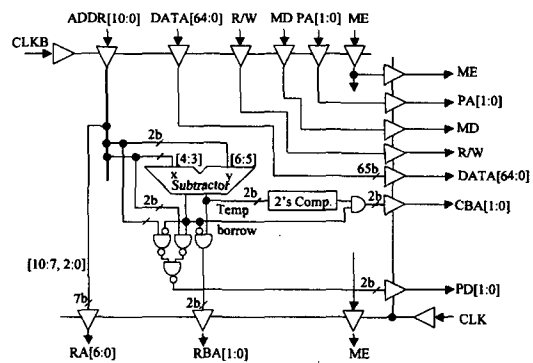 ADDR[10:0] DATA[64:0] R/W MD PA[1:0] ME
CLKB
ME
PA[1:0]
MD
2b
R/W
[4:3] [6:5]
x y
65b
DATA[64:0]
Subtractor
2b
2's Comp.
2b
CBA[1:0]
2b
Temp
borrow
[10:7, 2:0]
2b
PD[1:0]
7b
2b
CLK
RA[6:0] RBA[1:0] ME